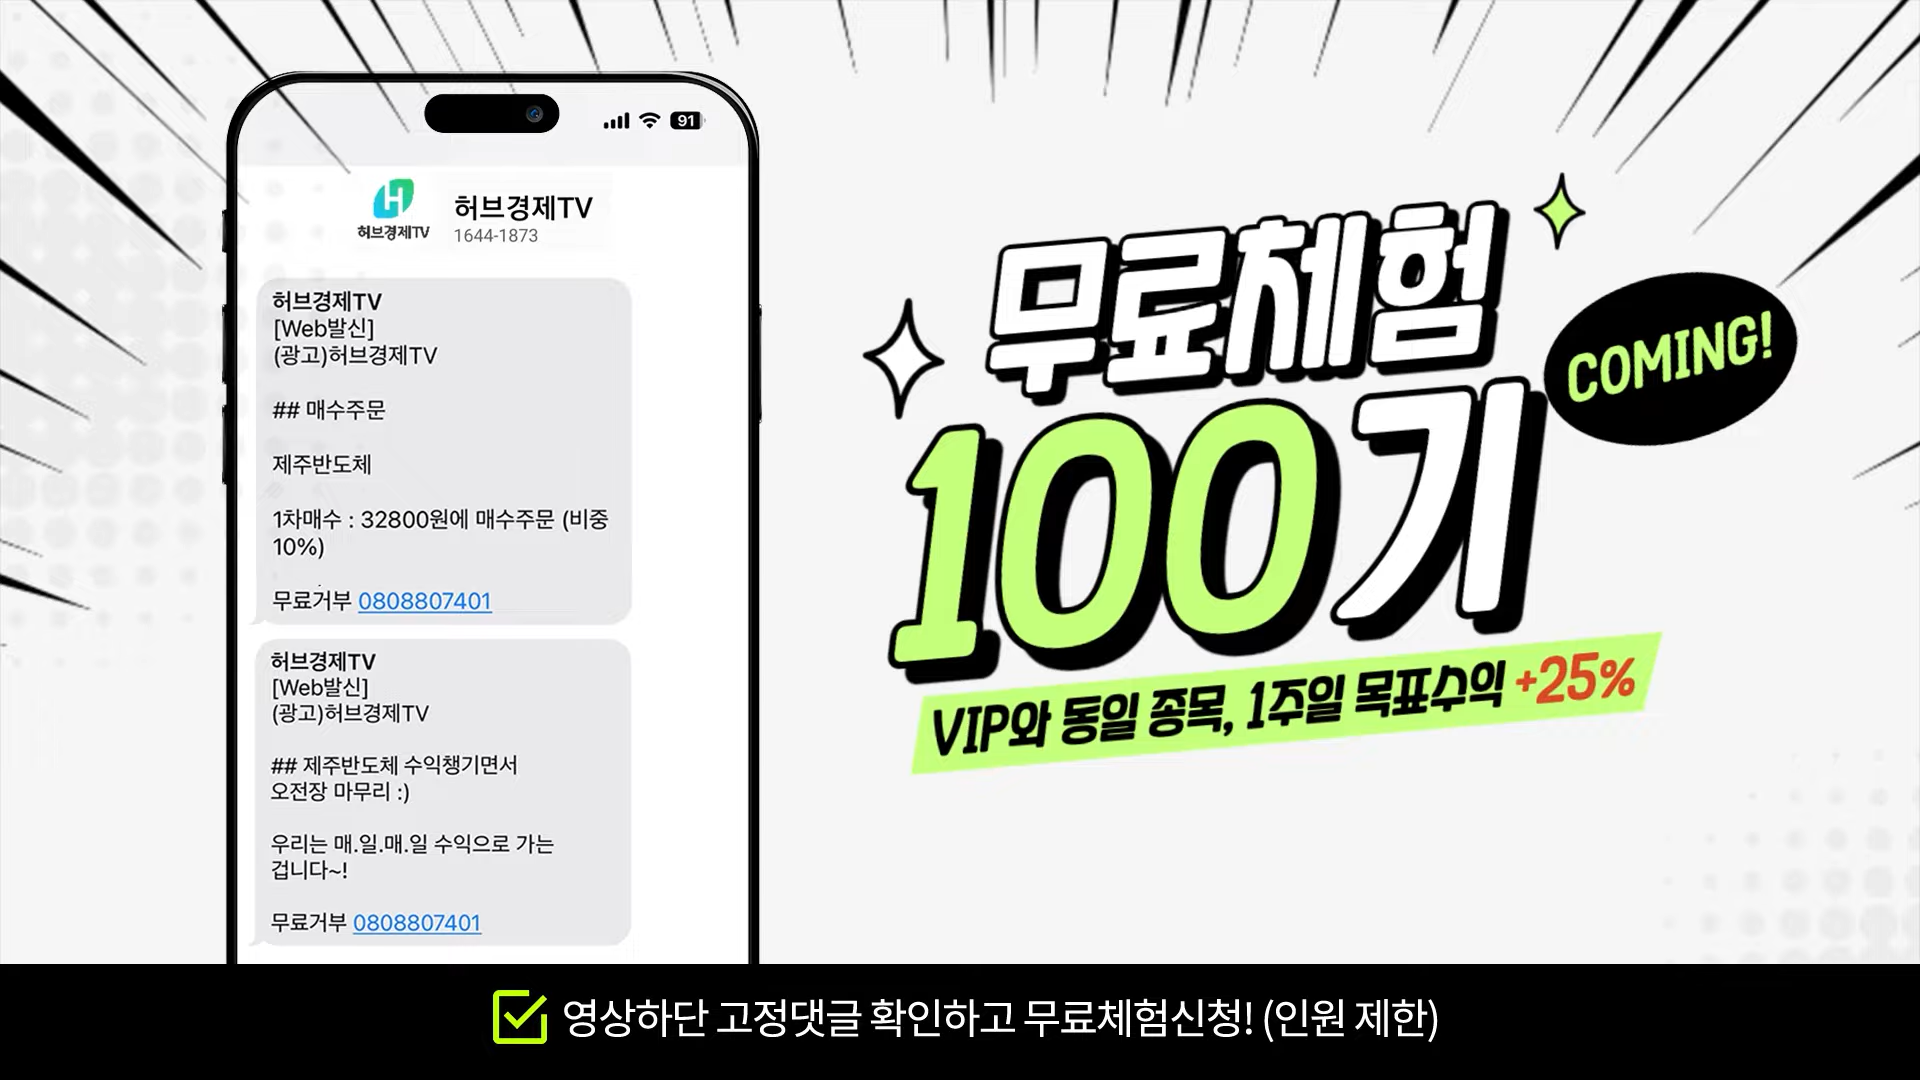 91
허브경제TV
허브경제TV
1644-1873
허브경제TV
[Web발신]
(광고)허브경제TV
## 매수주문
제주반도체
1차매수 : 32800원에 매수주문 (비중
10%)
무료거부 0808807401
허브경제TV
[Web발신]
(광고)허브경제TV
## 제주반도체 수익챙기면서
오전장 마무리 :)
우리는 매.일.매.일 수익으로 가는
겁니다~!
무료거부 0808807401
무료체험
100기
COMING!
VIP와 동일 종목, 1주일 목표수익 +25%
영상하단 고정댓글 확인하고 무료체험신청! (인원 제한)